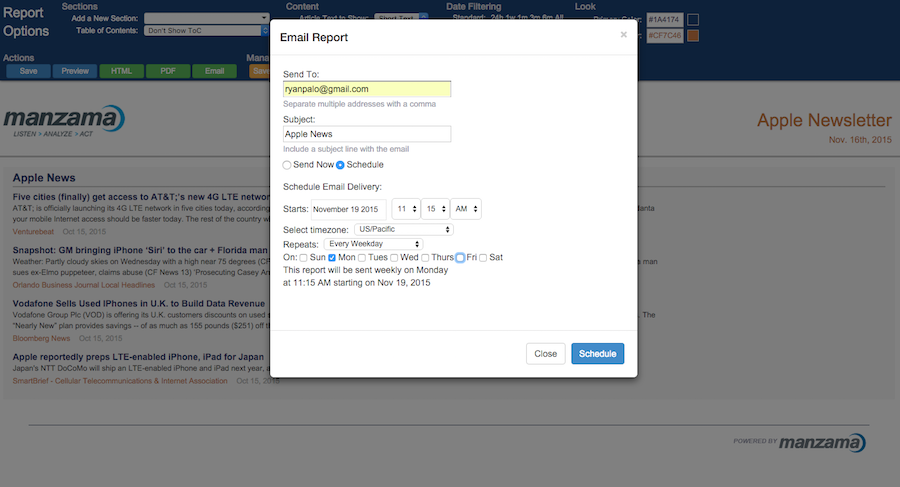 Report
Options
Sections
Add a New Section:
Table of Contents: Don't Show ToC
Content
Article Text to Show: Short Text
Date Filtering
Standard: 24h 1w 1m 3m 6m All
Look
Primary Color: #1A4174
#CF7C46
Actions
Save Preview HTML PDF Email
manzama
LISTEN > ANALYZE > ACT
Apple Newsletter
Nov. 16th, 2015
Apple News
Five cities (finally) get access to AT&T;'s new 4G LTE
AT&T; is officially launching its 4G LTE network in five cities today, according
your mobile Internet access should be faster today. The rest of the country
Venturebeat Oct 15, 2015
Snapshot: GM bringing iPhone 'Siri' to the car + Florida man
Weather: Partly cloudy skies on Wednesday with a high near 75 degrees
sues ex-Elmo puppeteer, claims abuse (CF News 13) 'Prosecuting Casey
Orlando Business Journal Local Headlines Oct 15, 2015
Vodafone Sells Used IPhones in U.K. to Build Data Revenue
Vodafone Group Plc (VOD) is offering its U.K. customers discounts on used
"Nearly New" plan provides savings -- of as much as 155 pounds ($251) off
Bloomberg News Oct 15, 2015
Apple reportedly preps LTE-enabled iPhone, iPad for Japan
Japan's NTT DoCoMo will ship an LTE-enabled iPhone and iPad next year,
SmartBrief - Cellular Telecommunications & Internet Association Oct 15, 2015
man
The
Email Report
×
Send To:
ryanpalo@gmail.com
Separate multiple addresses with a comma
Subject:
Apple News
Include a subject line with the email
Send Now Schedule
Schedule Email Delivery:
Starts: November 19 2015 11 15 AM
Select timezone: US/Pacific
Repeats: Every Weekday
On: Sun Mon Tues Wed Thurs Fri Sat
This report will be sent weekly on Monday
at 11:15 AM starting on Nov 19, 2015
Close Schedule
POWERED BY manzama